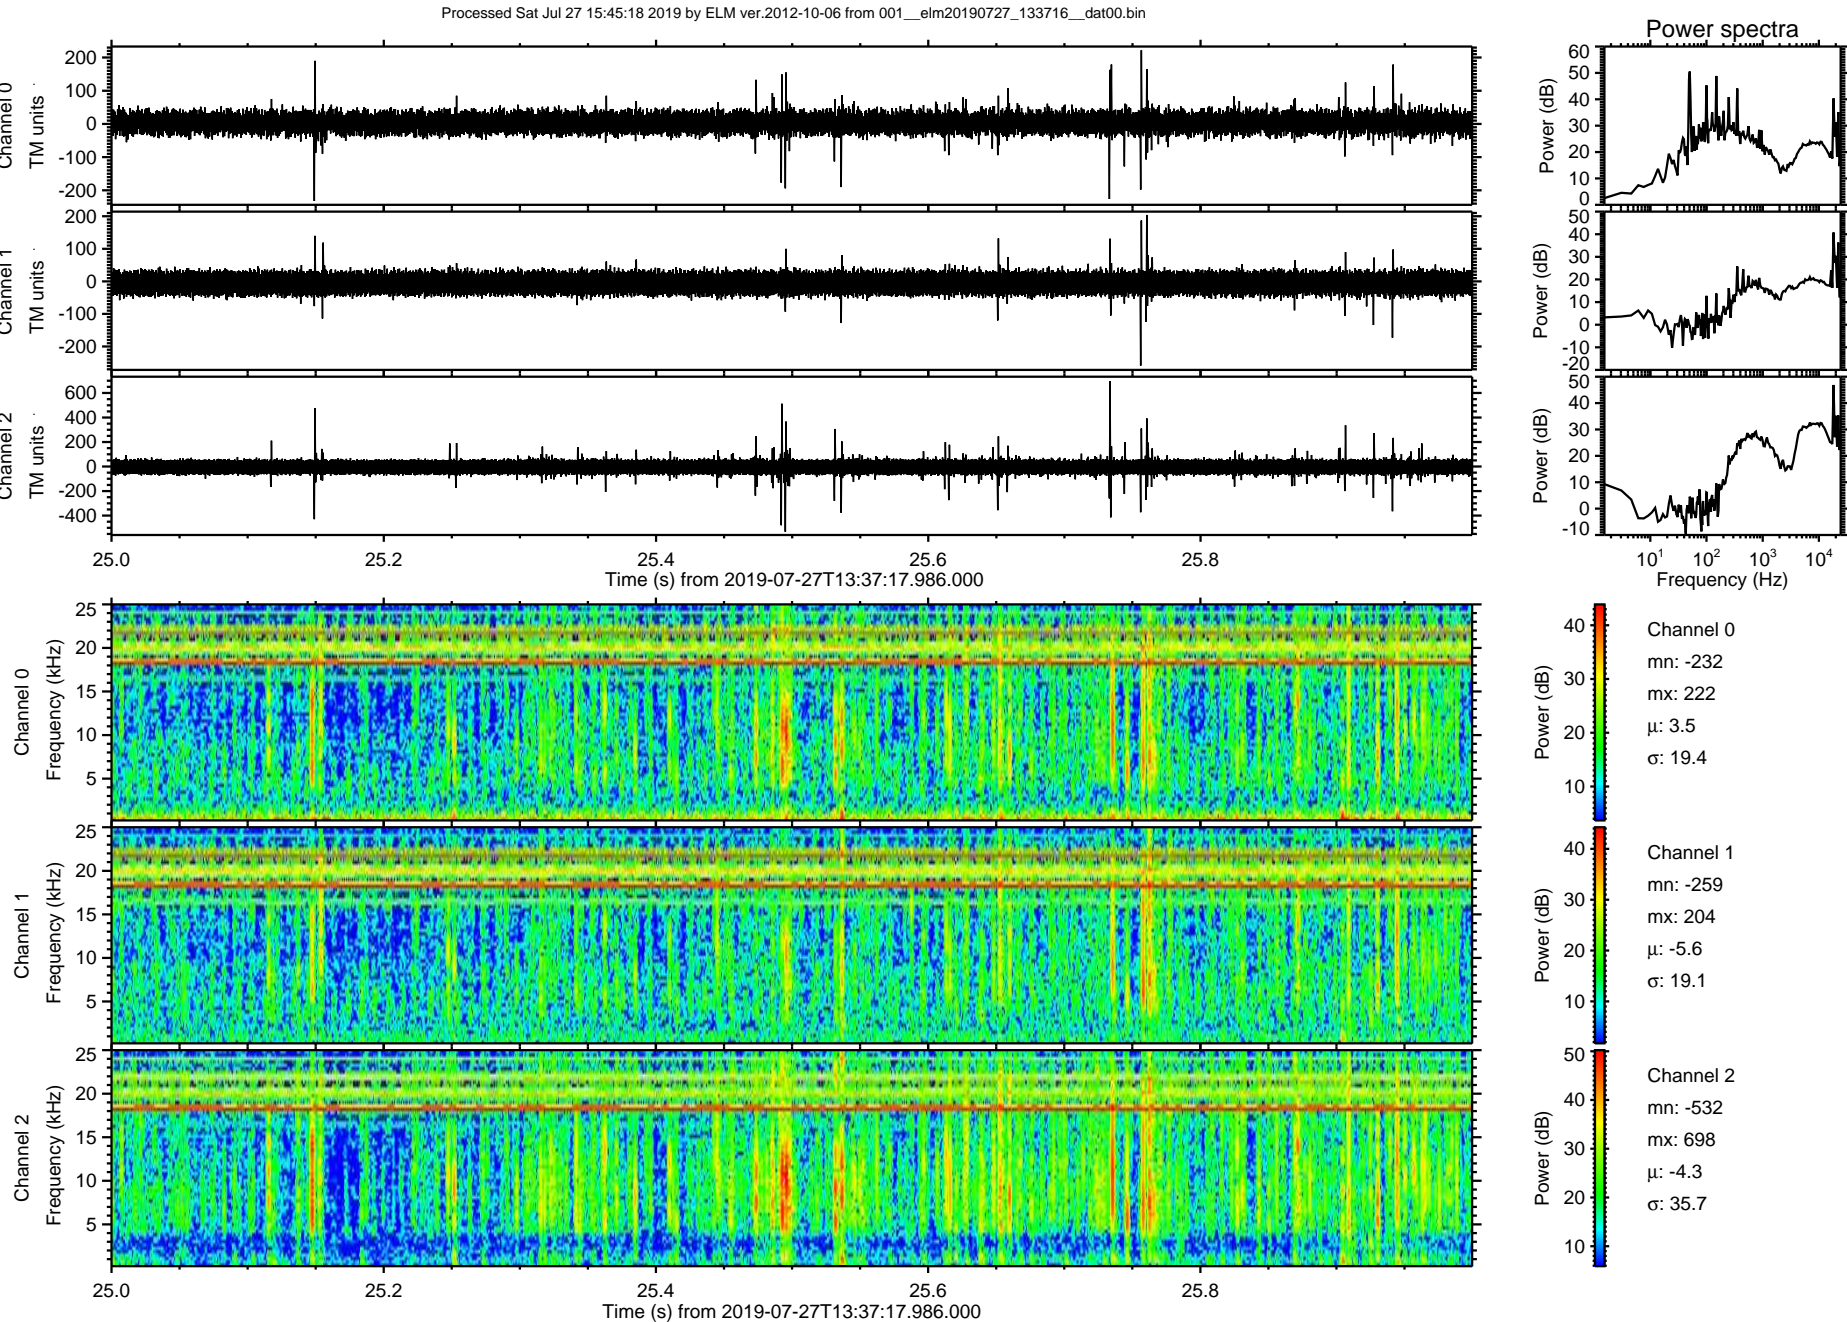 Processed Sat Jul 27 15:45:18 2019 by ELM ver.2012-10-06 from 001__elm20190727_133716__dat00.bin
Power spectra
Channel 0
TM units
200
100
0
-100
-200
Power (dB)
60
50
40
30
20
10
0
Channel 1
TM units
200
100
0
-100
-200
Power (dB)
50
40
30
20
10
0
-10
-20
Channel 2
TM units
600
400
200
0
-200
-400
Power (dB)
50
40
30
20
10
0
-10
25.0 25.2 25.4 25.6 25.8
Time (s) from 2019-07-27T13:37:17.986.000
10¹ 10² 10³ 10⁴
Frequency (Hz)
Channel 0
Frequency (kHz)
25
20
15
10
5
Power (dB)
40
30
20
10
Channel 0
mn: -232
mx: 222
μ: 3.5
σ: 19.4
Channel 1
Frequency (kHz)
25
20
15
10
5
Power (dB)
40
30
20
10
Channel 1
mn: -259
mx: 204
μ: -5.6
σ: 19.1
Channel 2
Frequency (kHz)
25
20
15
10
5
Power (dB)
50
40
30
20
10
Channel 2
mn: -532
mx: 698
μ: -4.3
σ: 35.7
25.0 25.2 25.4 25.6 25.8
Time (s) from 2019-07-27T13:37:17.986.000